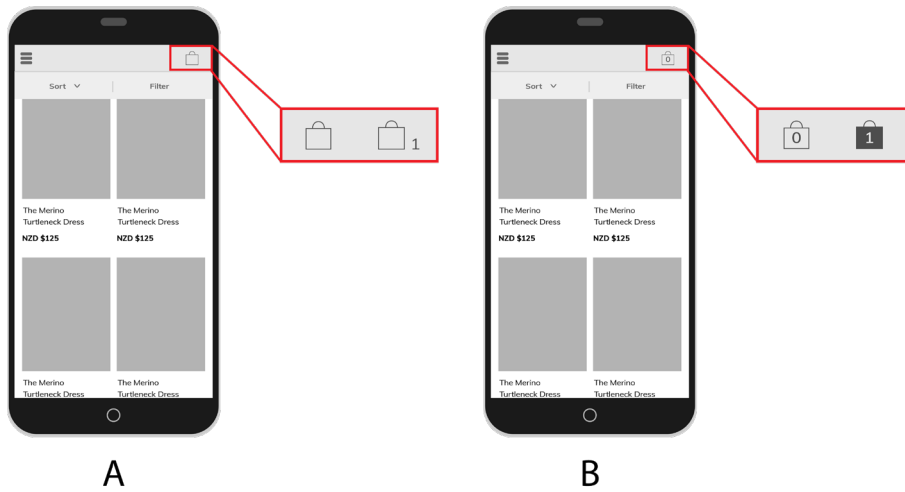 0
Sort Filter
Sort Filter
1
0 1
The Merino The Merino
Turtleneck Dress Turtleneck Dress
NZD $125 NZD $125
The Merino The Merino
Turtleneck Dress Turtleneck Dress
NZD $125 NZD $125
The Merino The Merino
Turtleneck Dress Turtleneck Dress
The Merino The Merino
Turtleneck Dress Turtleneck Dress
A
B